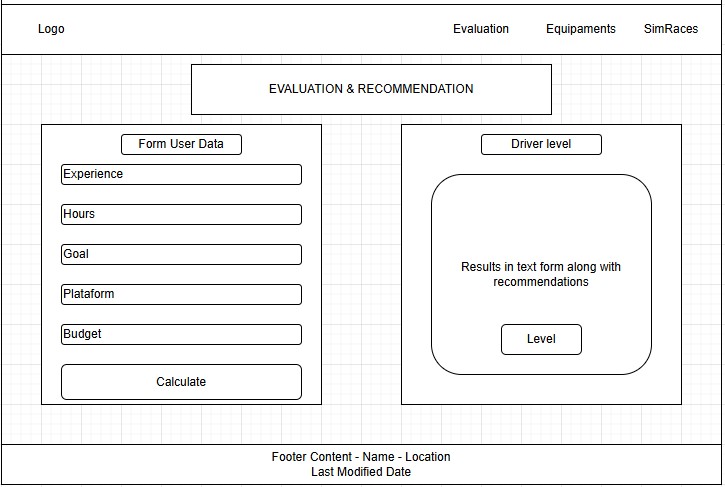 Logo
Evaluation
Equipaments
SimRaces
EVALUATION & RECOMMENDATION
Form User Data
Experience
Hours
Goal
Plataform
Budget
Calculate
Driver level
Results in text form along with
recommendations
Level
Footer Content - Name - Location
Last Modified Date